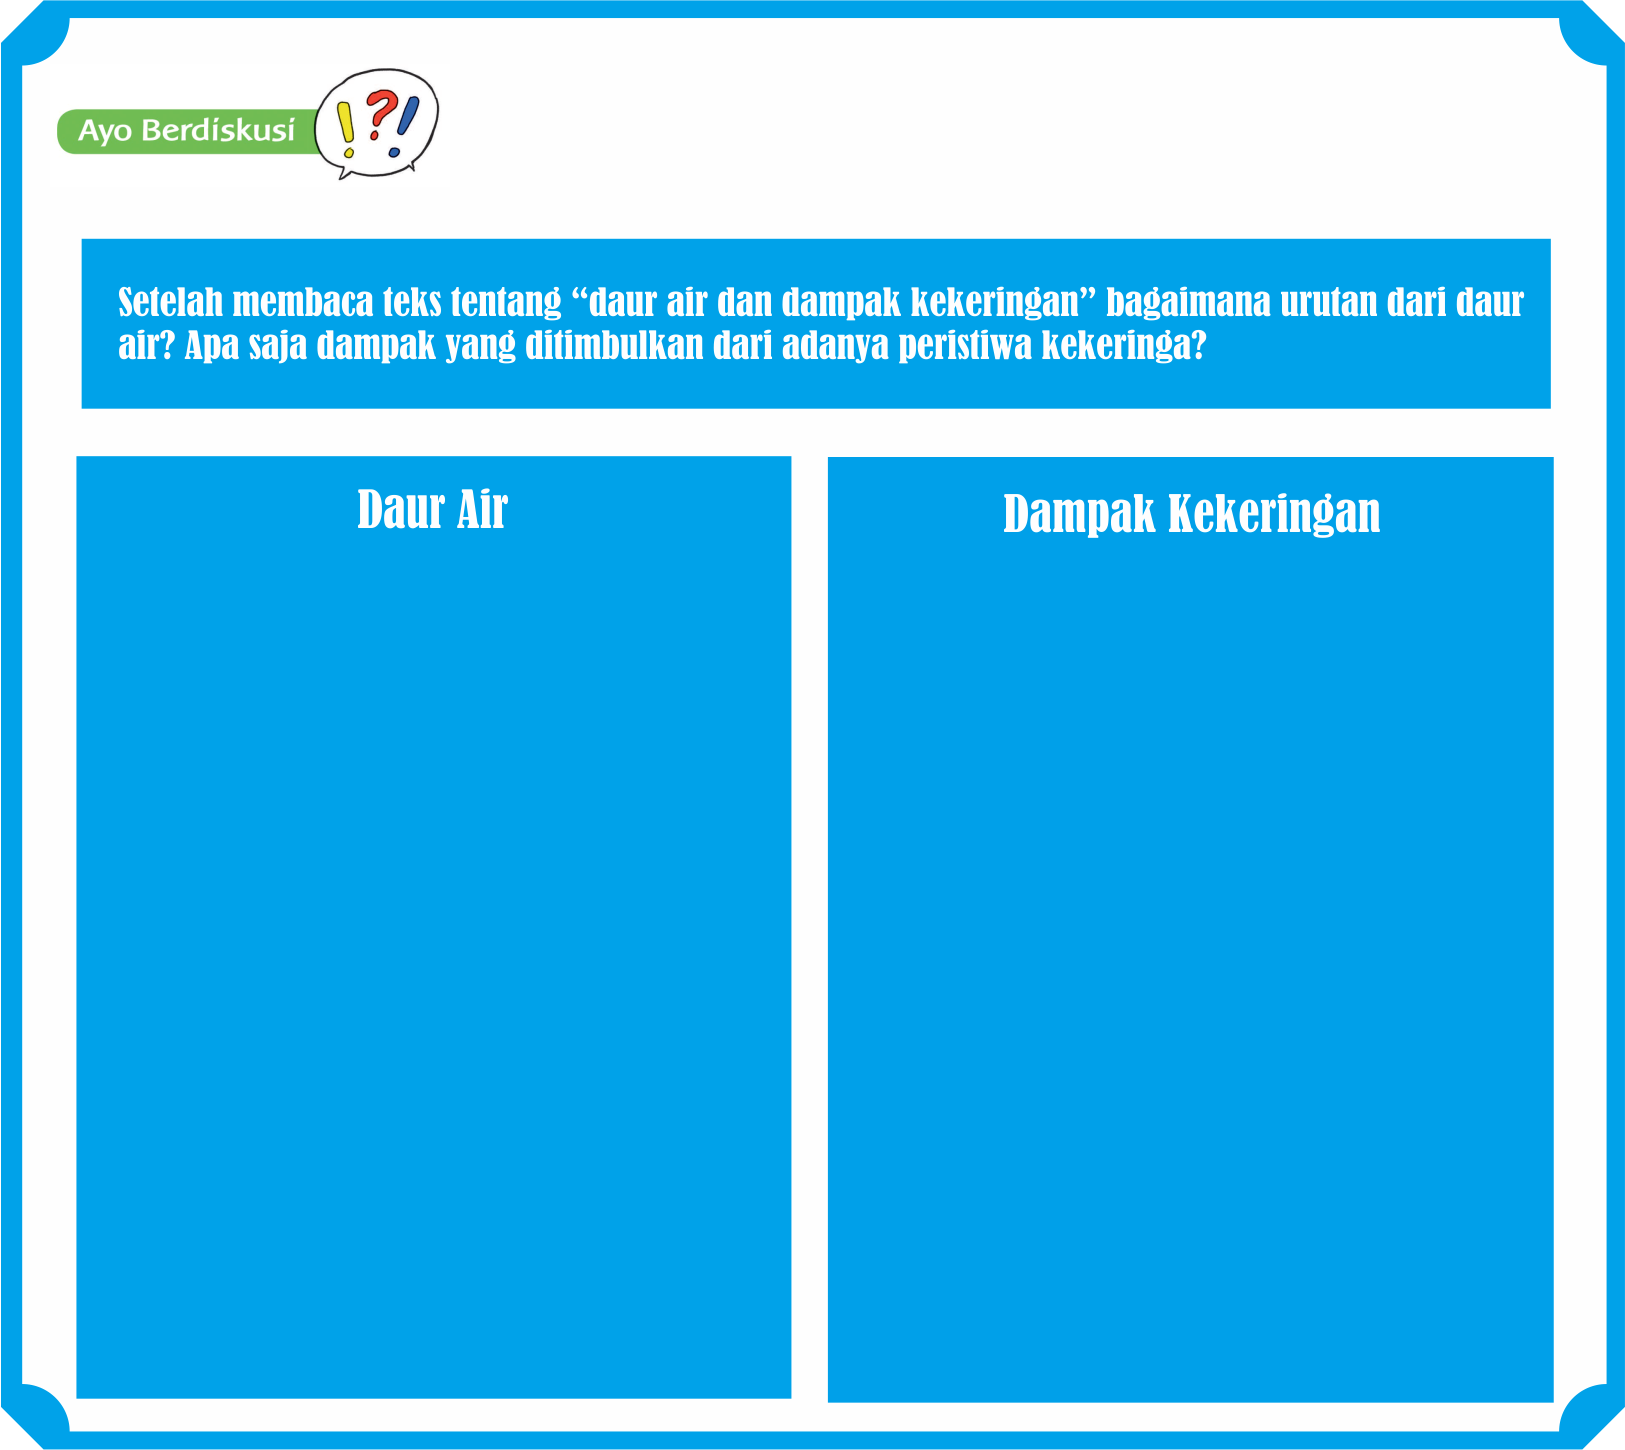 Ayo Berdiskusi
!?!
Setelah membaca teks tentang “daur air dan dampak kekeringan” bagaimana urutan dari daur
air? Apa saja dampak yang ditimbulkan dari adanya peristiwa kekeringa?
Daur Air
Dampak Kekeringan